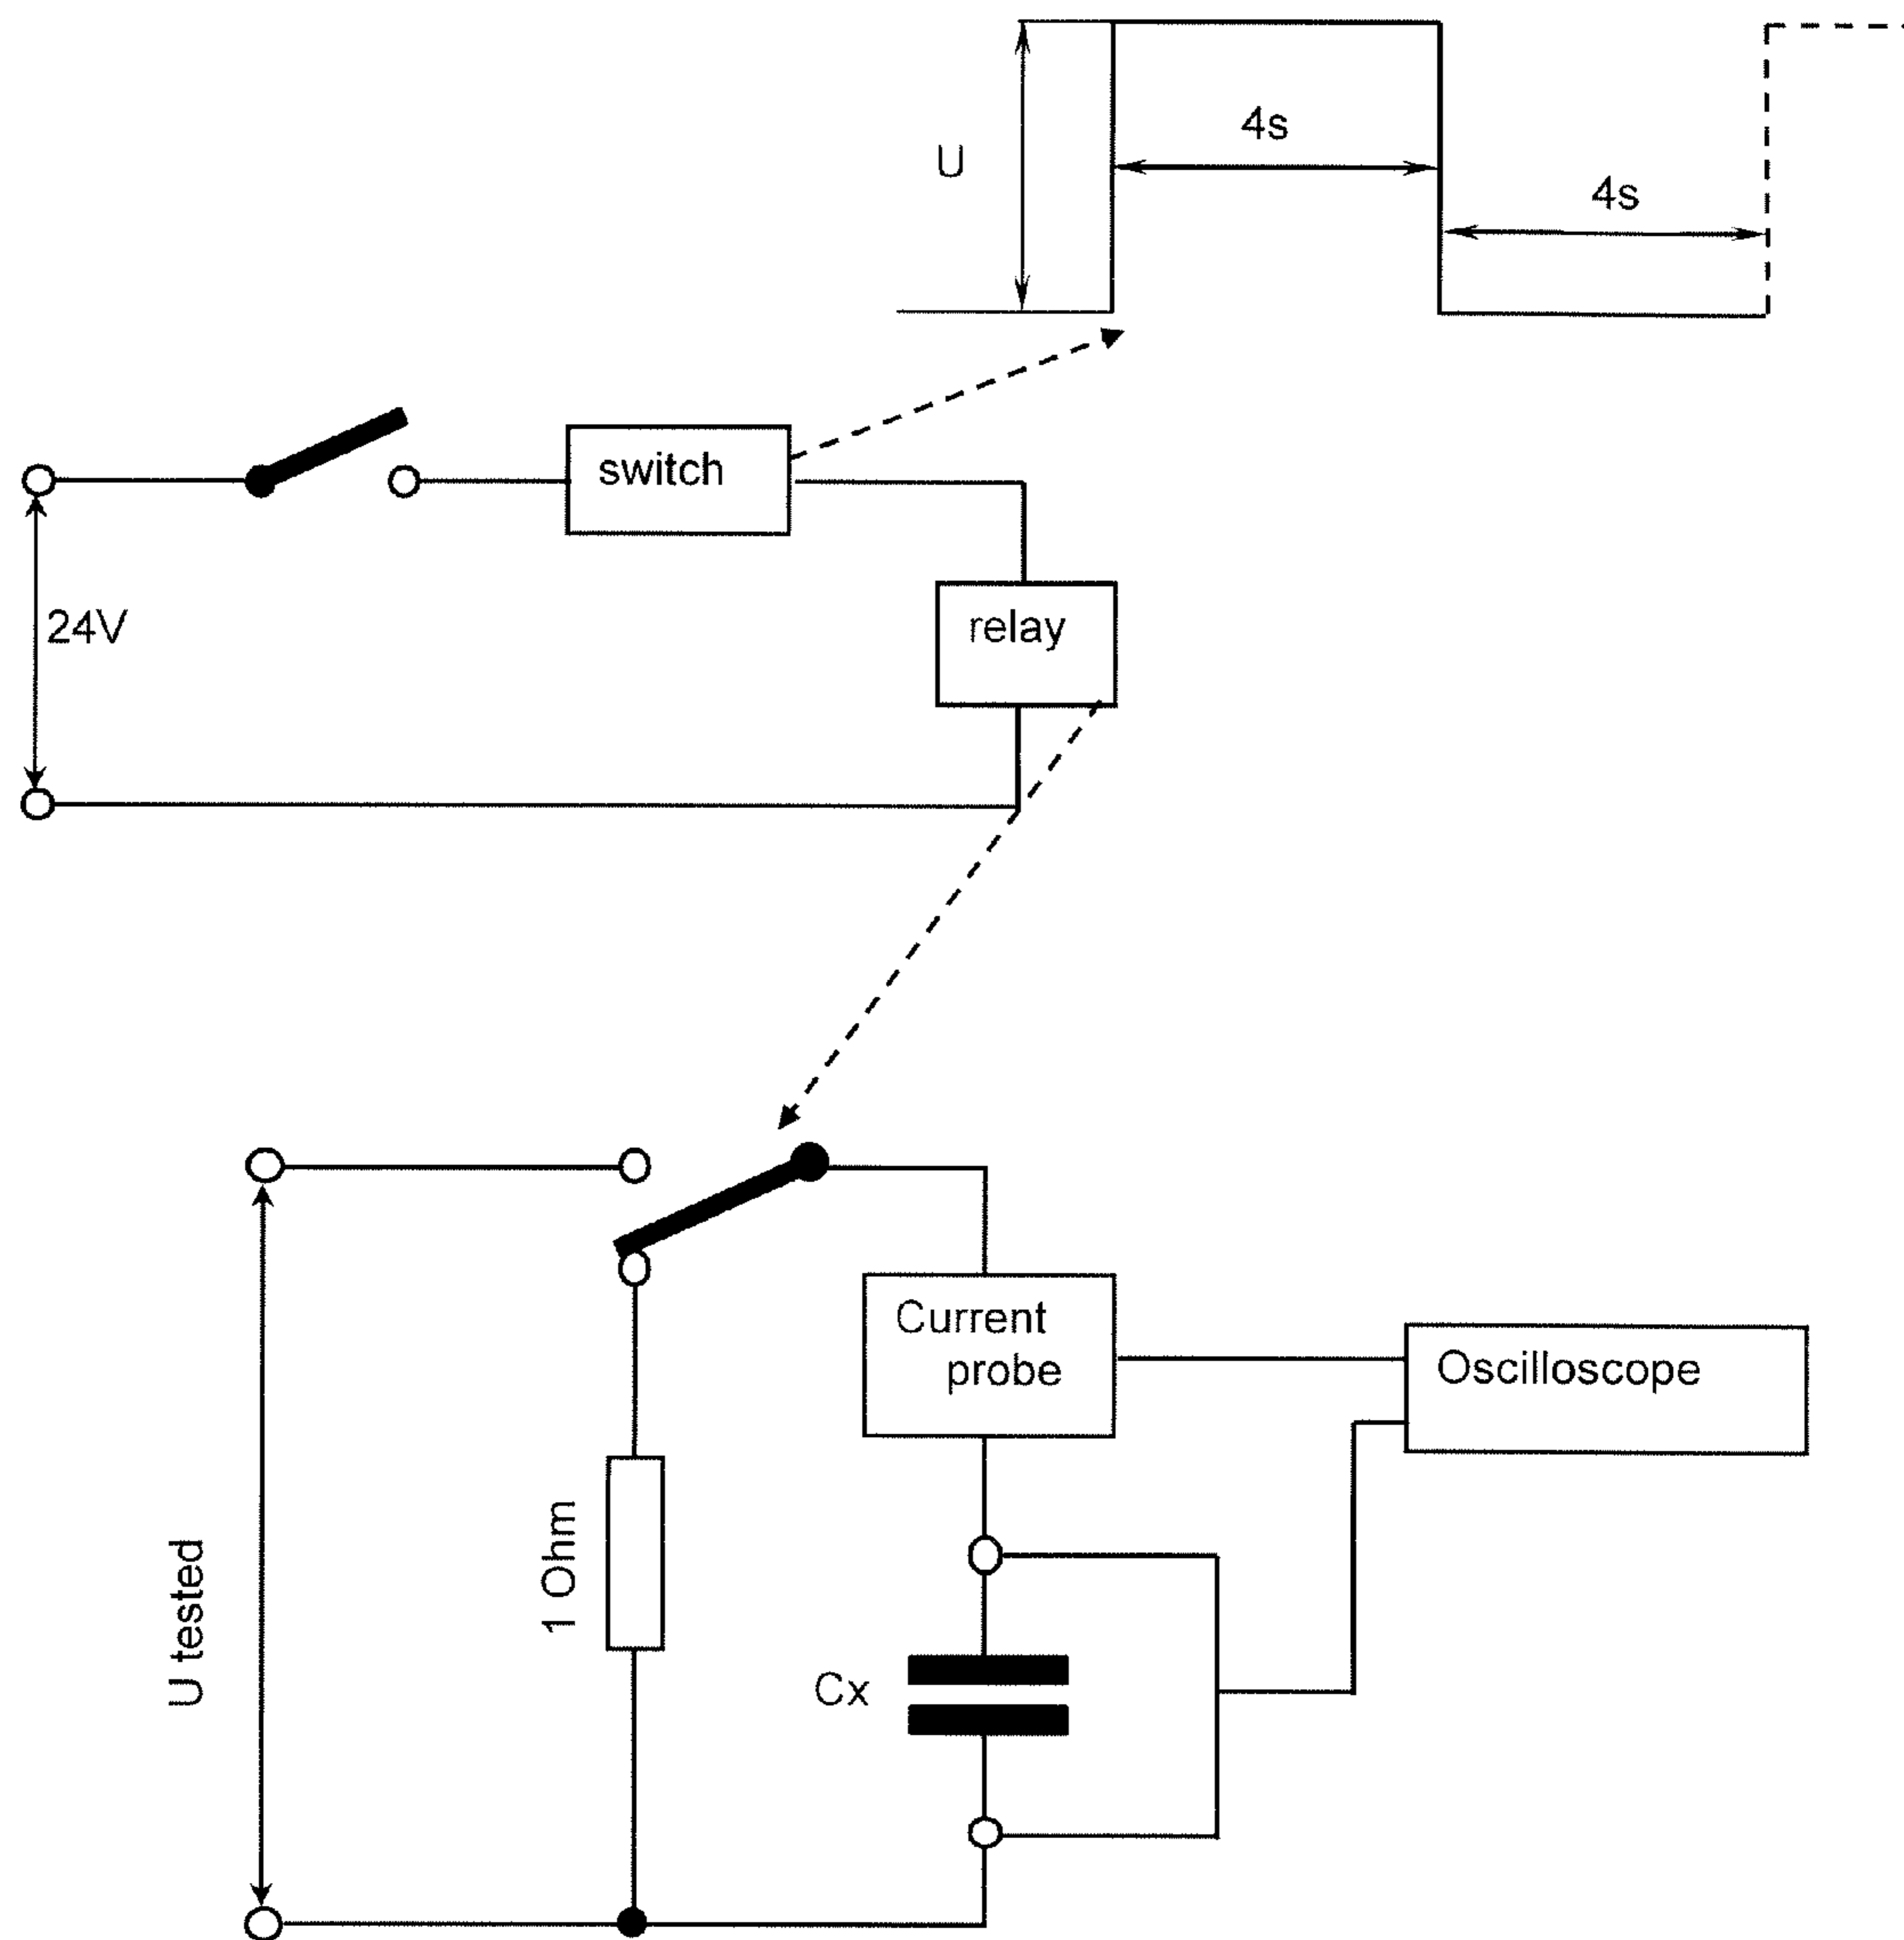 U
4s
4s
switch
24V
relay
Current
probe
Oscilloscope
1 Ohm
U tested
Cx